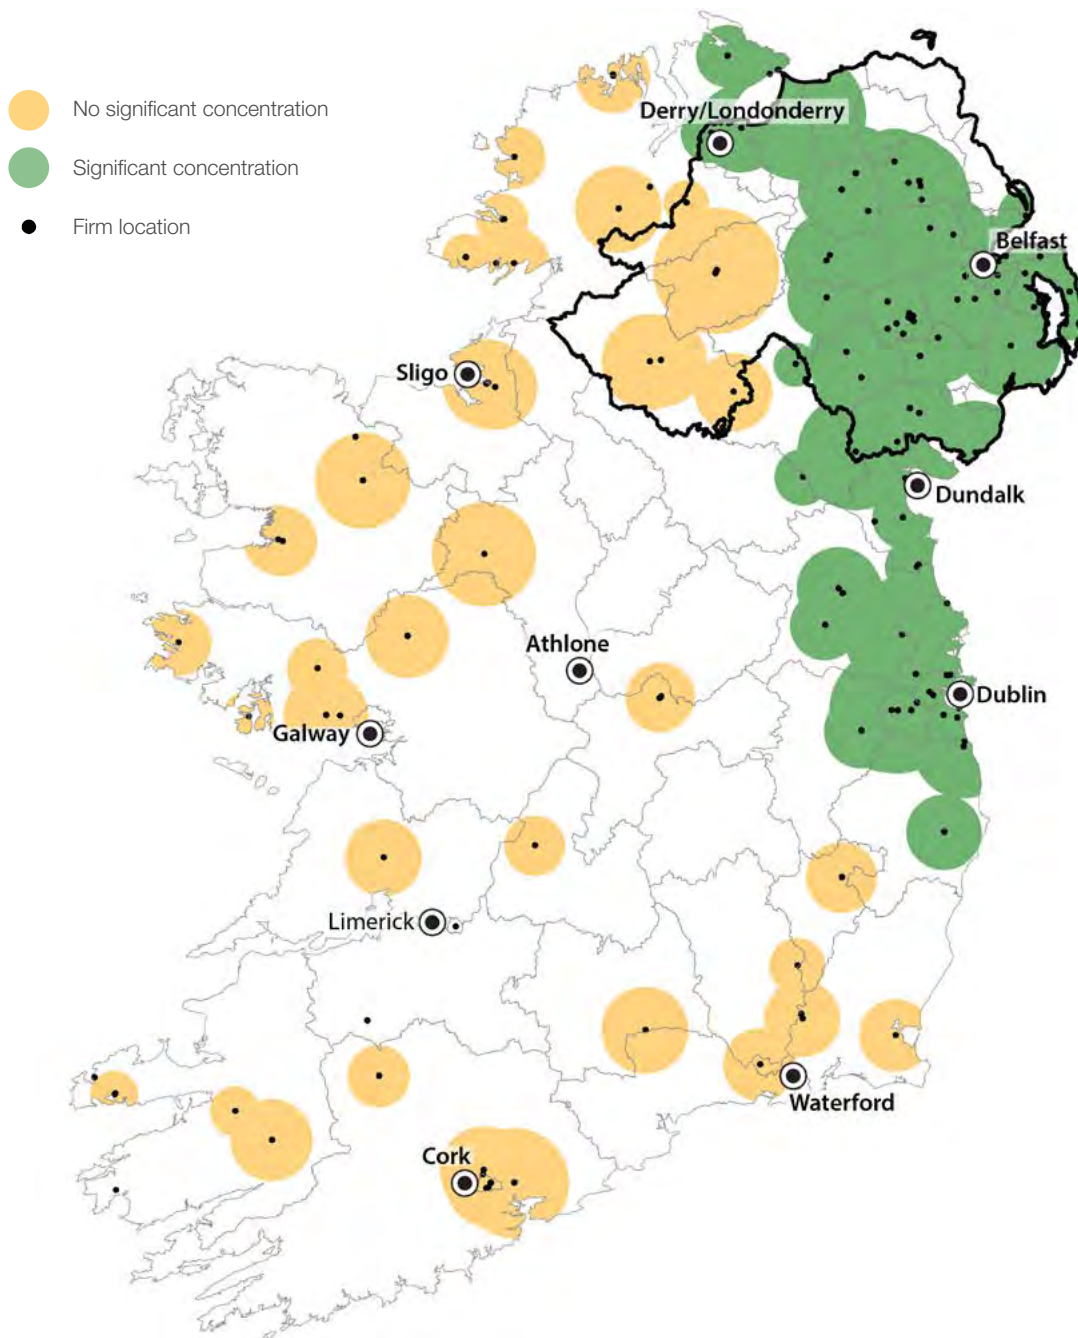 No significant concentration
Significant concentration
Firm location
Derry/Londonderry
Belfast
Sligo
Dundalk
Athlone
Dublin
Galway
Limerick
Waterford
Cork